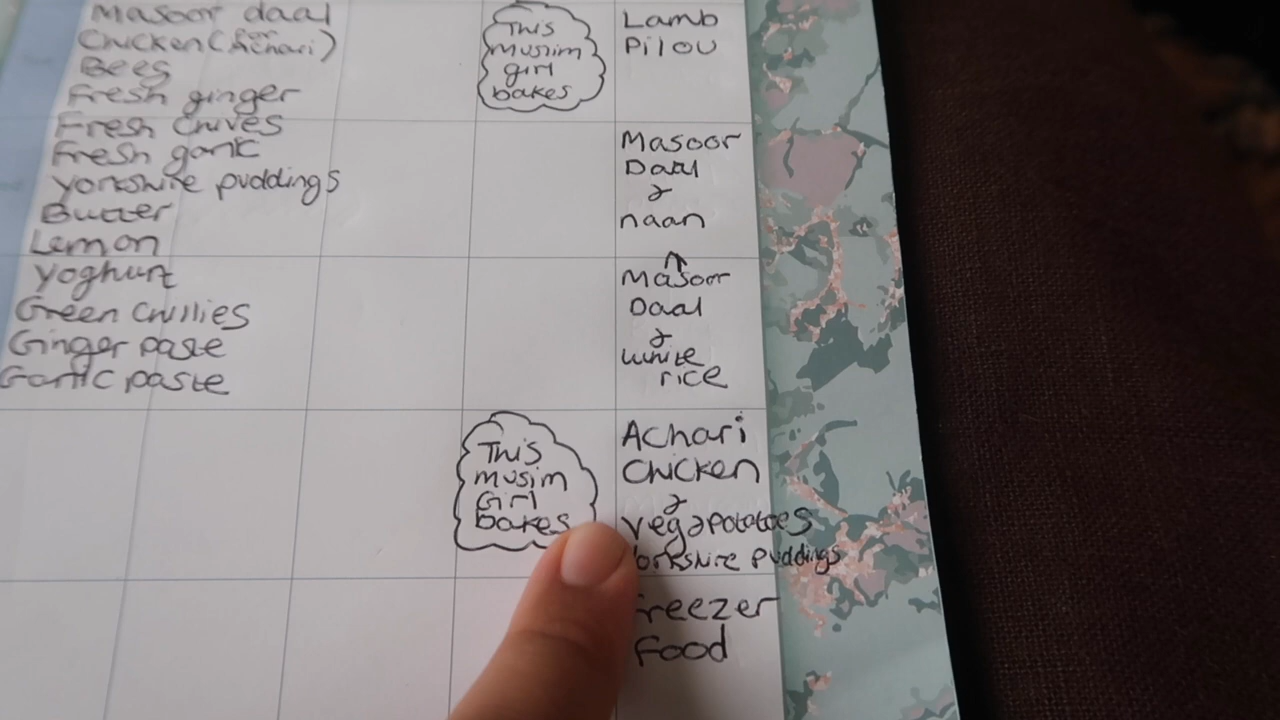 Masoor daal
Chicken (for Achari)
Bees
Fresh ginger
Fresh Chives
Fresh garlic
Yorkshire puddings
Butter
Lemon
Yoghurt
Green Chillies
Ginger paste
Garlic paste
This
muslim
girl
bakes
Lamb
Pilou
Masoor
Daal
&
naan
Masoor
Daal
&
white
rice
This
muslim
Girl
bakes
Achari
Chicken
&
veg & potatoes
Yorkshire puddings
Freezer
Food